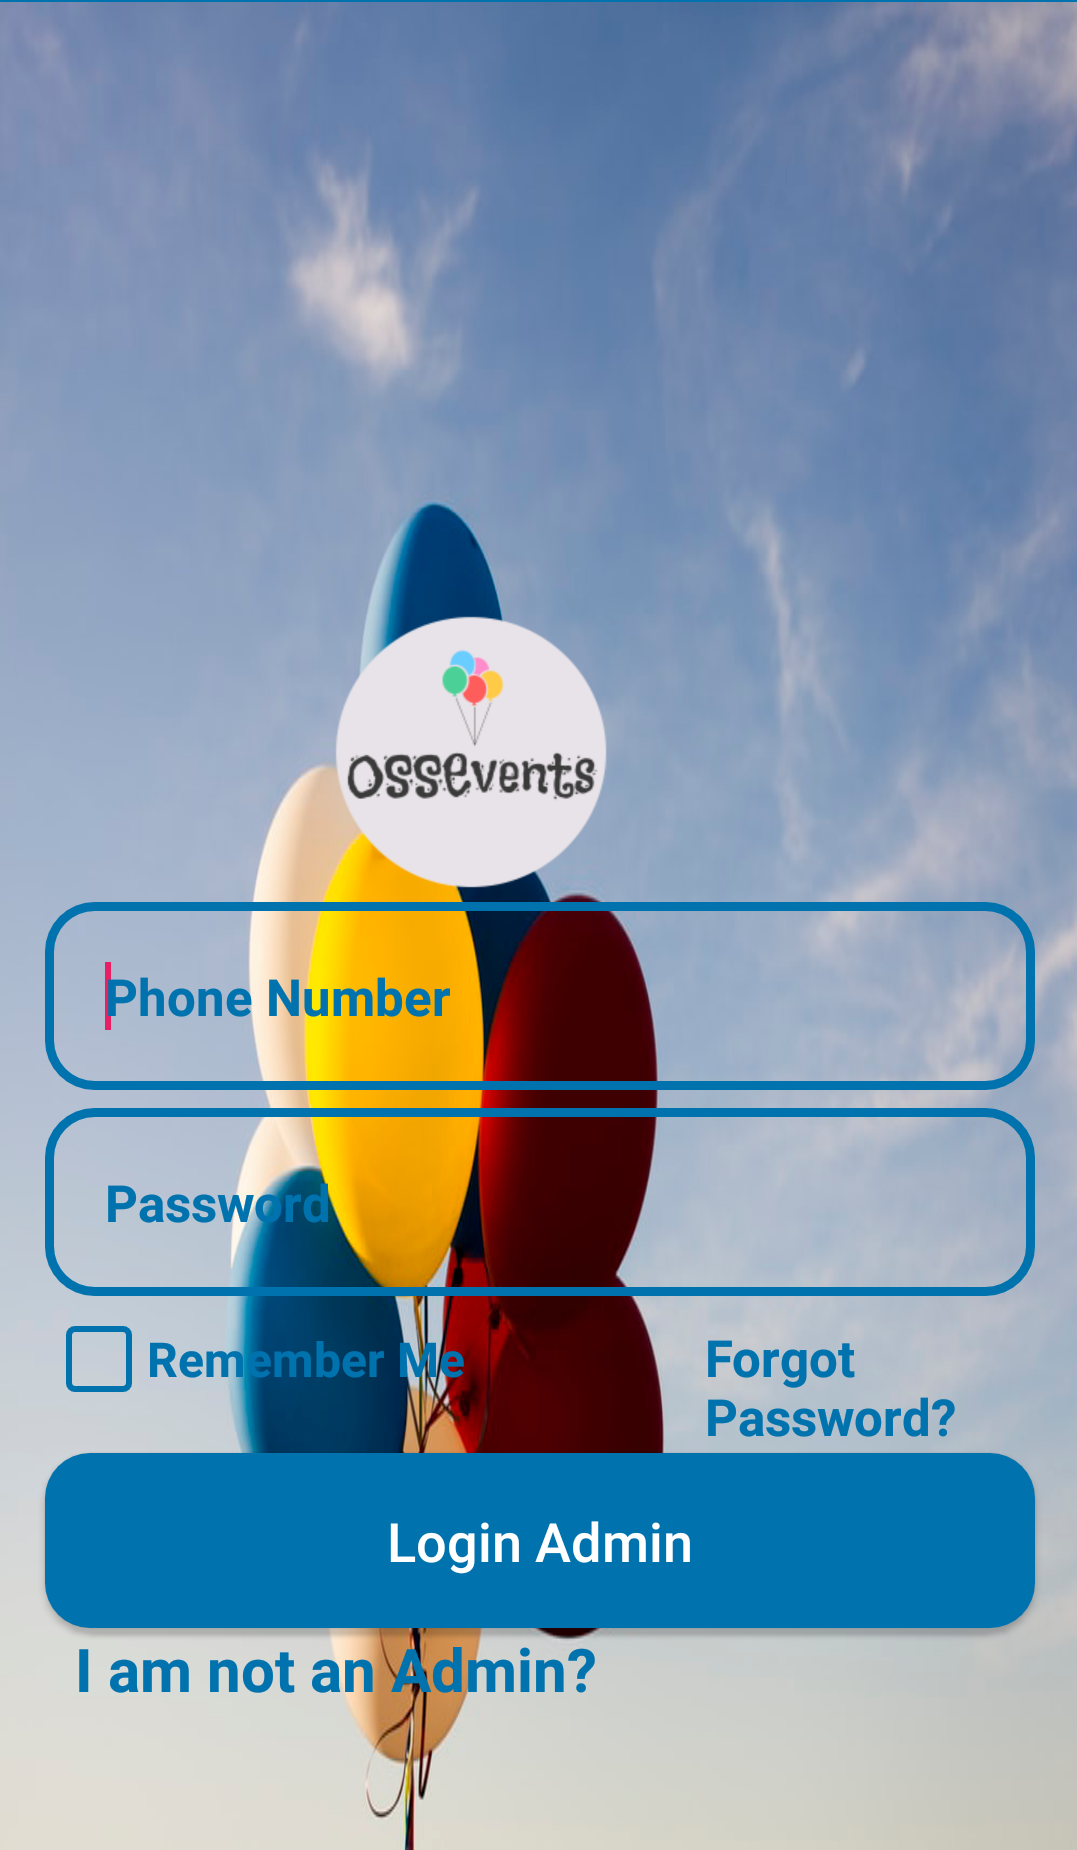 OSSEvents
Phone Number
Password
Remember Me
Forgot
Password?
Login Admin
I am not an Admin?